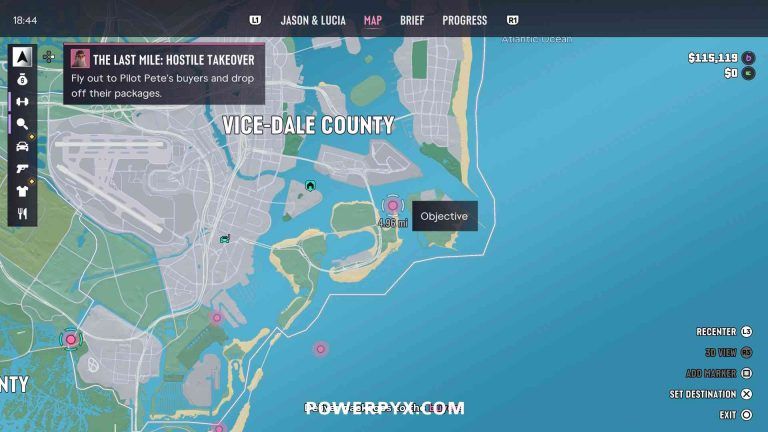 18:44
L1 JASON & LUCIA MAP BRIEF PROGRESS R1
Atlantic Ocean
$115,119
$0
THE LAST MILE: HOSTILE TAKEOVER
Fly out to Pilot Pete's buyers and drop
off their packages.
VICE-DALE COUNTY
Objective
4.96 mi
RECENTER L3
3D VIEW R3
ADD MARKER
SET DESTINATION
EXIT
NTY
POWERPYX.COM